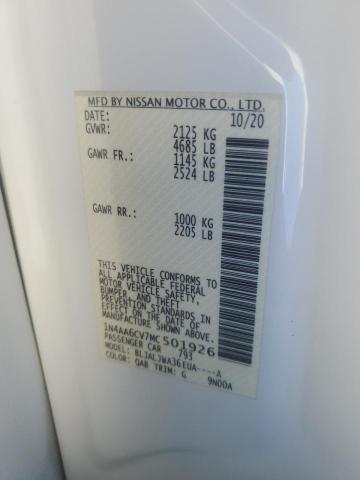 MFD BY NISSAN MOTOR CO., LTD.
DATE: 10/20
GVWR: 2125 KG
4685 LB
GAWR FR.: 1145 KG
2524 LB
GAWR RR.: 1000 KG
2205 LB
THIS VEHICLE CONFORMS TO
ALL APPLICABLE FEDERAL
MOTOR VEHICLE SAFETY,
BUMPER, AND THEFT
PREVENTION STANDARDS IN
EFFECT ON THE DATE OF
MANUFACTURE SHOWN ABOVE.
1N4AA6CV7MC501926
PASSENGER CAR 793
BLJALJWA36EUA----A
COLOR: QAB TRIM: G 9N00A